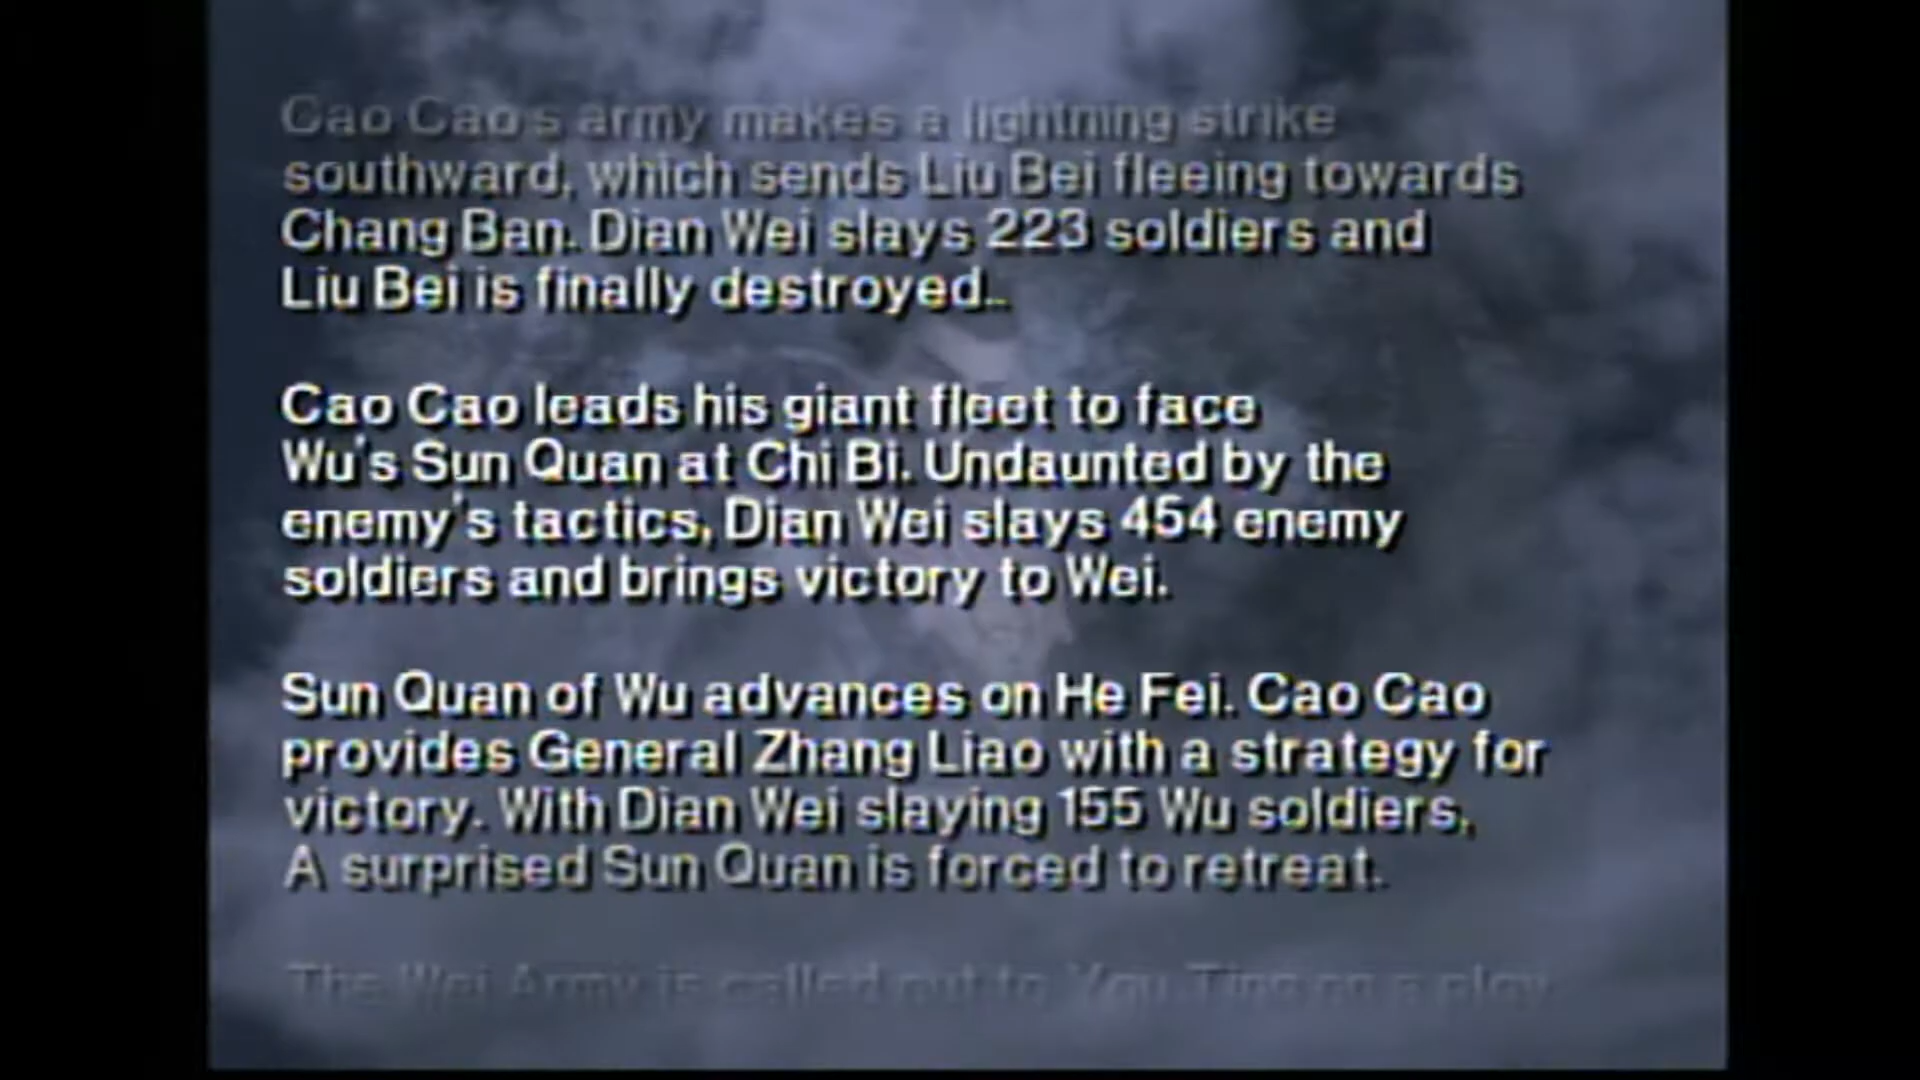 Cao Cao's army makes a lightning strike
southward, which sends Liu Bei fleeing towards
Chang Ban. Dian Wei slays 223 soldiers and
Liu Bei is finally destroyed..
Cao Cao leads his giant fleet to face
Wu's Sun Quan at Chi Bi. Undaunted by the
enemy's tactics, Dian Wei slays 454 enemy
soldiers and brings victory to Wei.
Sun Quan of Wu advances on He Fei. Cao Cao
provides General Zhang Liao with a strategy for
victory. With Dian Wei slaying 155 Wu soldiers,
A surprised Sun Quan is forced to retreat.
The Wei Army is called out to You Ting on a ploy